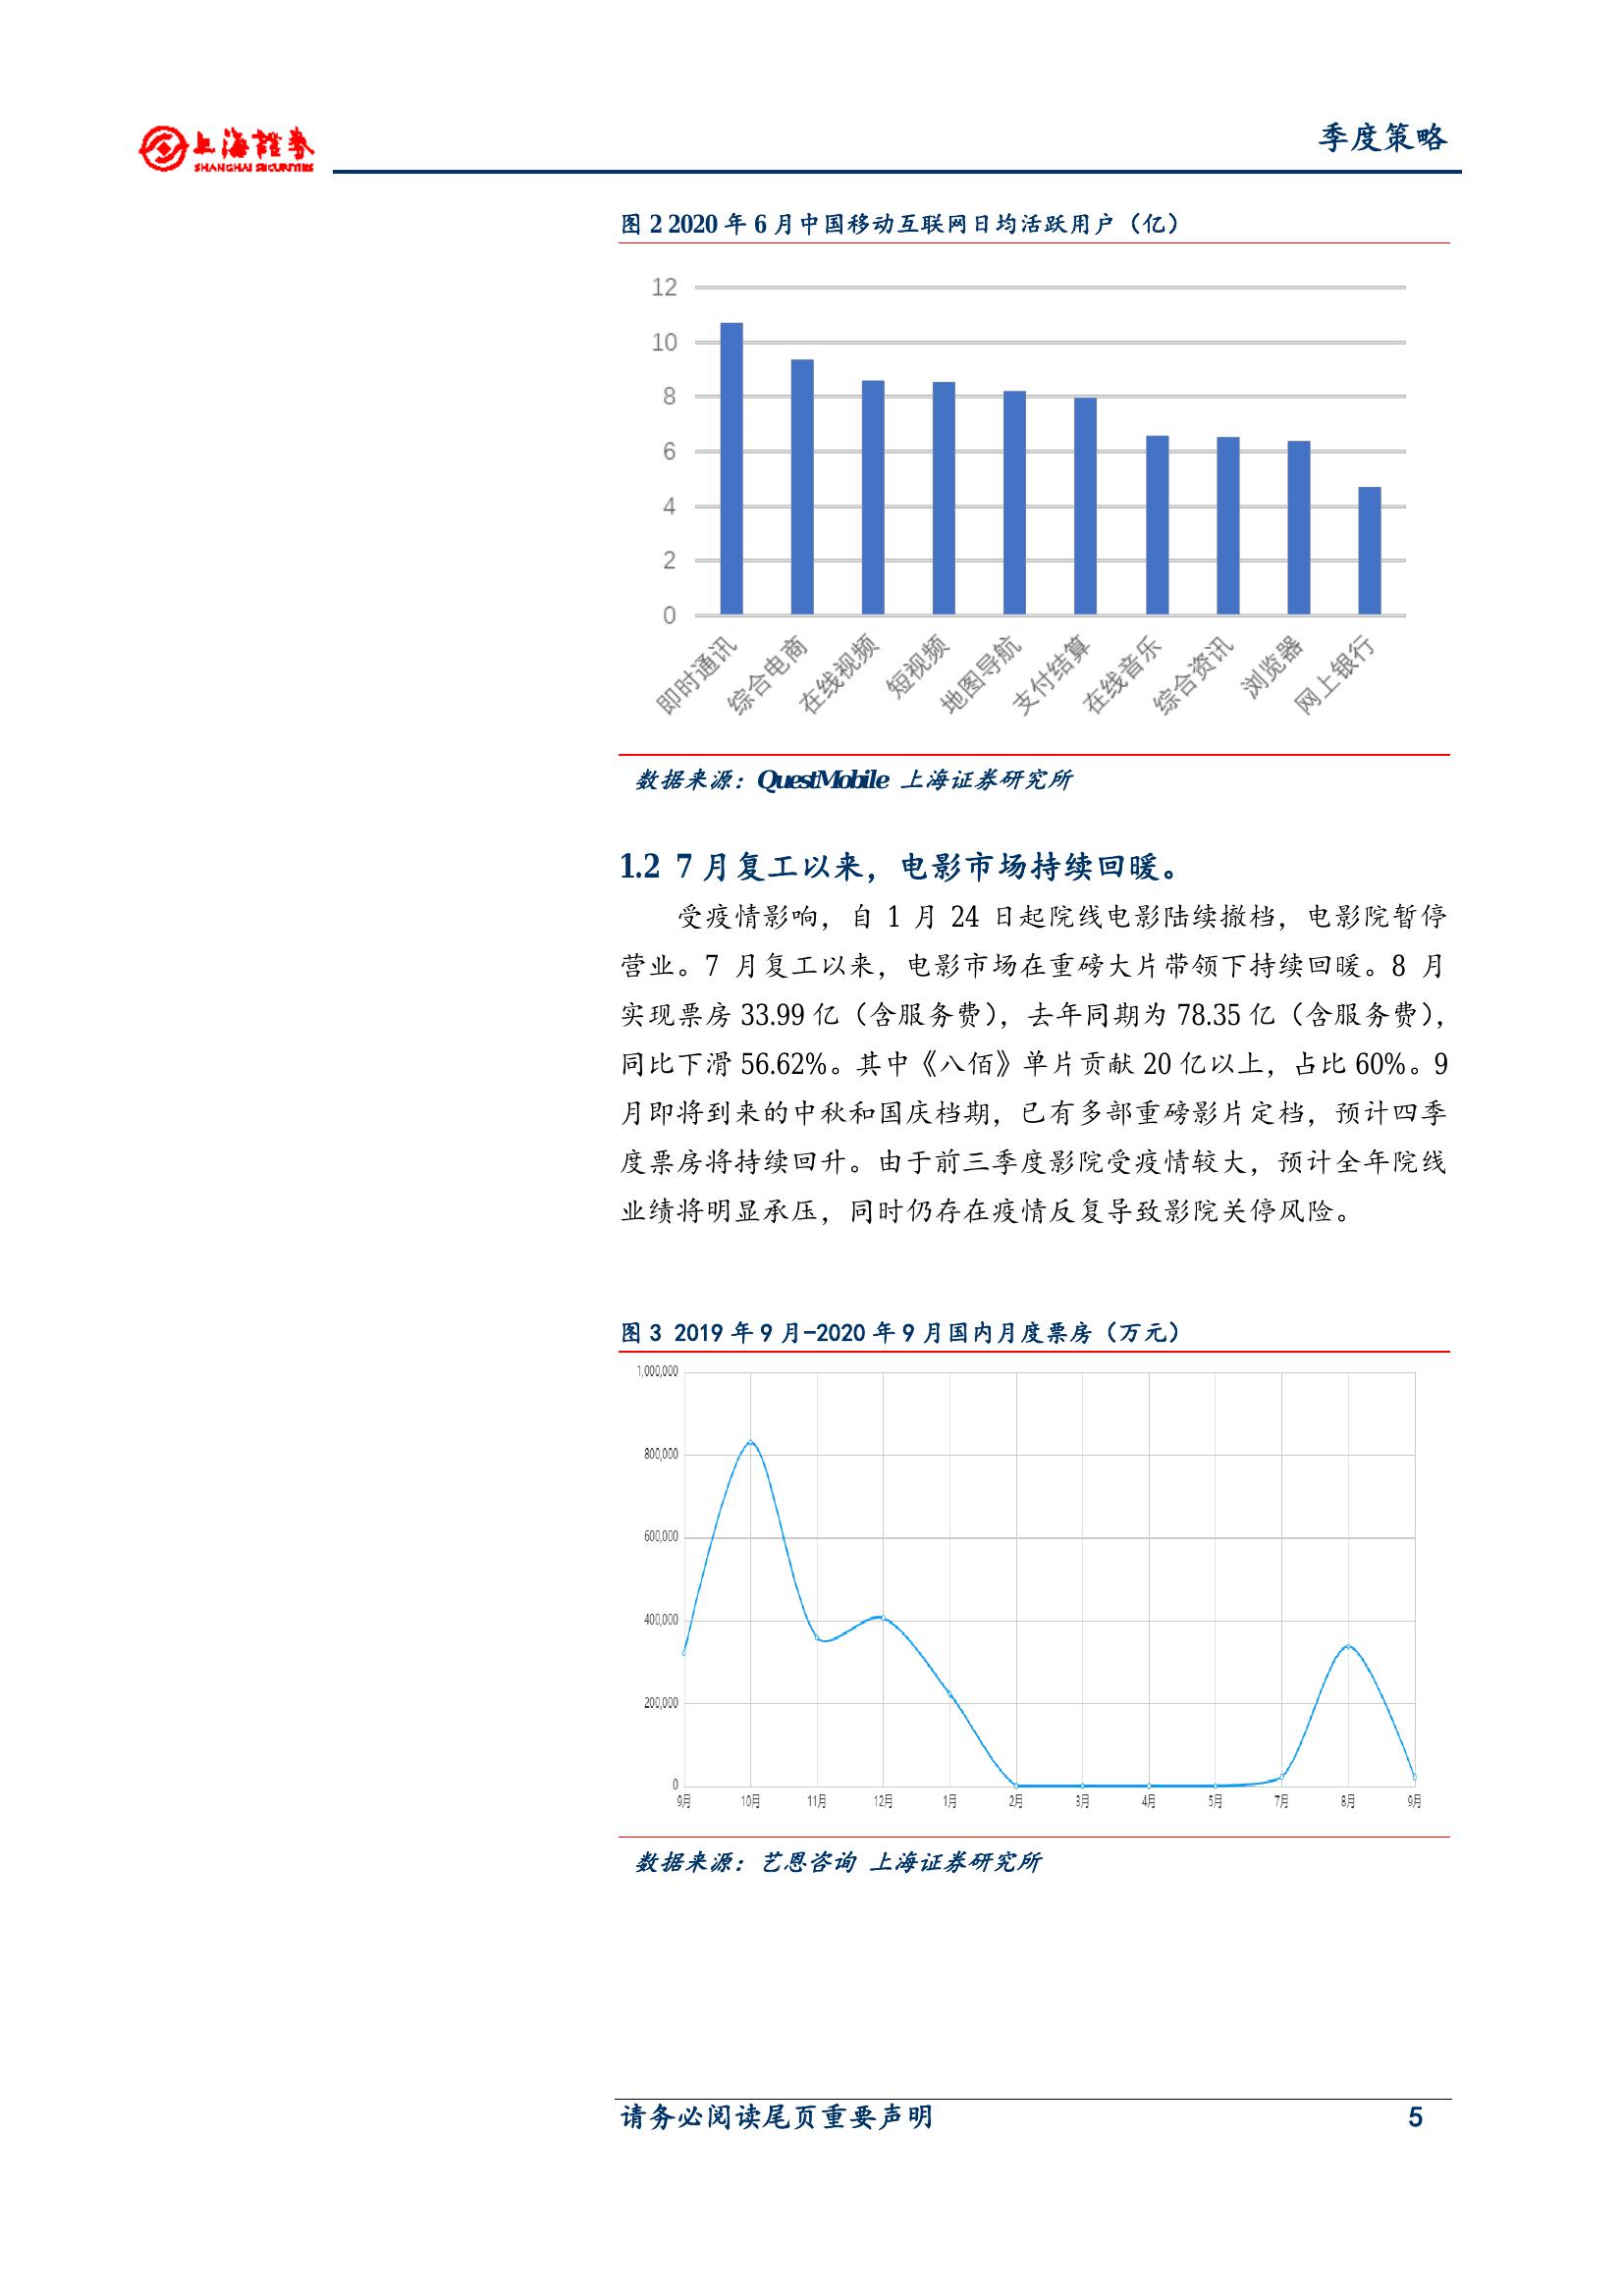 上海證券
SHANGHAI SECURITIES
季度策略
图 2 2020 年 6 月中国移动互联网日均活跃用户（亿）
12
10
8
6
4
2
0
即时通讯
综合电商
在线视频
短视频
地图导航
支付结算
在线音乐
综合资讯
浏览器
网上银行
数据来源：QuestMobile 上海证券研究所
1.2 7 月复工以来，电影市场持续回暖。
受疫情影响，自 1 月 24 日起院线电影陆续撤档，电影院暂停
营业。7 月复工以来，电影市场在重磅大片带领下持续回暖。8 月
实现票房 33.99 亿（含服务费），去年同期为 78.35 亿（含服务费），
同比下滑 56.62%。其中《八佰》单片贡献 20 亿以上，占比 60%。9
月即将到来的中秋和国庆档期，已有多部重磅影片定档，预计四季
度票房将持续回升。由于前三季度影院受疫情较大，预计全年院线
业绩将明显承压，同时仍存在疫情反复导致影院关停风险。
图 3 2019 年 9 月-2020 年 9 月国内月度票房（万元）
1,000,000
800,000
600,000
400,000
200,000
0
9月 10月 11月 12月 1月 2月 3月 4月 5月 7月 8月 9月
数据来源：艺恩咨询 上海证券研究所
请务必阅读尾页重要声明 5